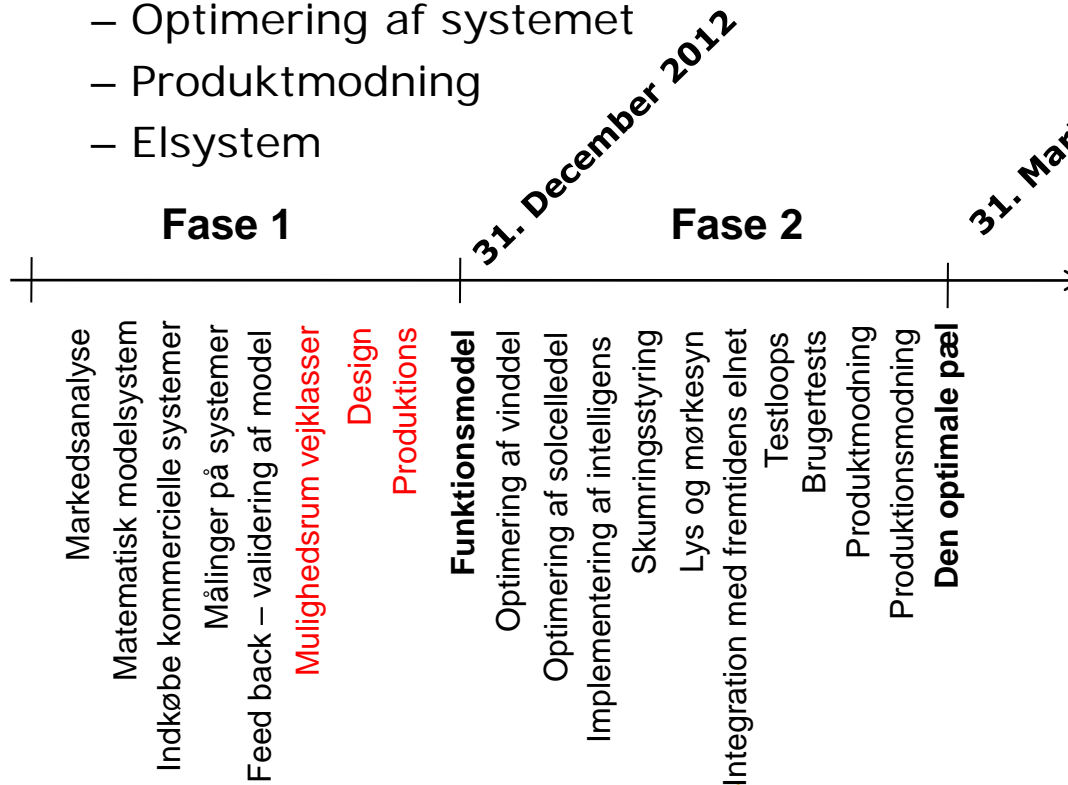 – Optimering af systemet
– Produktmodning
– Elsystem
31. December 2012
31. Mar
Fase 1
Fase 2
Markedsanalyse
Matematisk modelsystem
Indkøbe kommercielle systemer
Målinger på systemer
Feed back – validering af model
Mulighedsrum vejklasser
Design
Produktions
Funktionsmodel
Optimering af vinddel
Optimering af solcelledel
Implementering af intelligens
Skumringsstyring
Lys og mørkesyn
Integration med fremtidens elnet
Testloops
Brugertests
Produktmodning
Produktionsmodning
Den optimale pæl